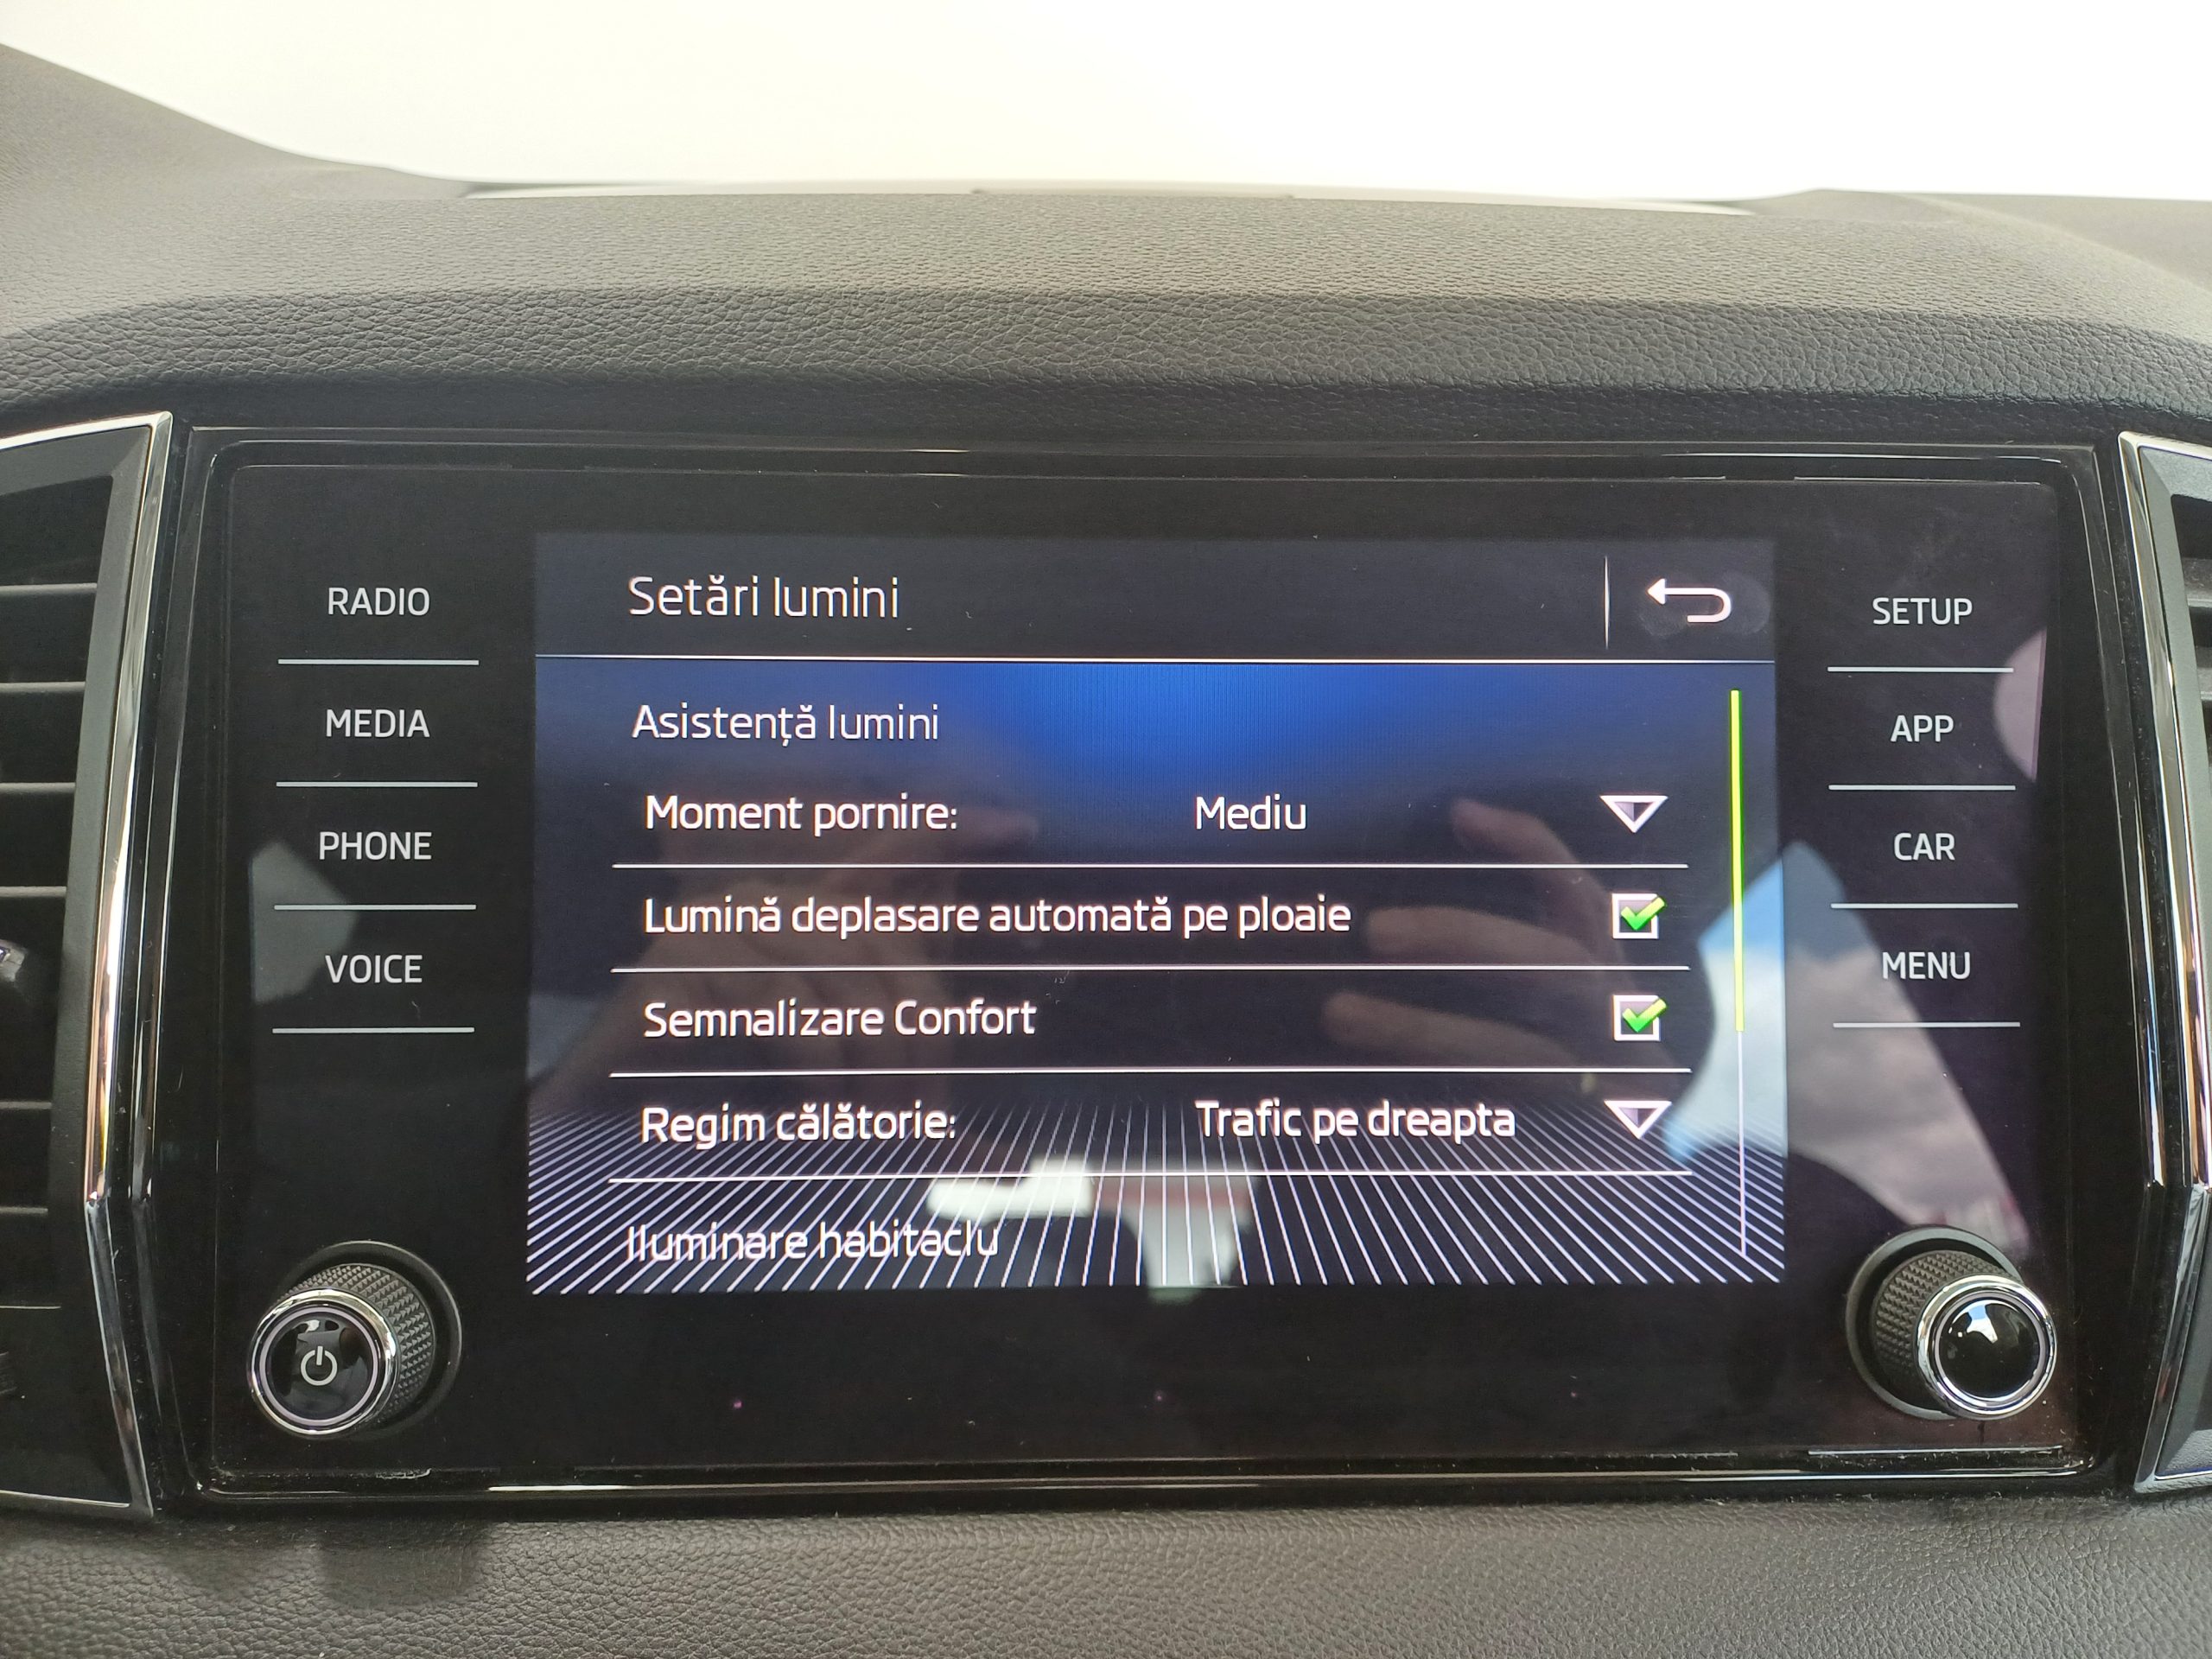 Setări lumini
RADIO
MEDIA
PHONE
VOICE
Asistență lumini
Moment pornire: Mediu
Lumină deplasare automată pe ploaie
Semnalizare Confort
Regim călătorie: Trafic pe dreapta
Iluminare habitaclu
SETUP
APP
CAR
MENU